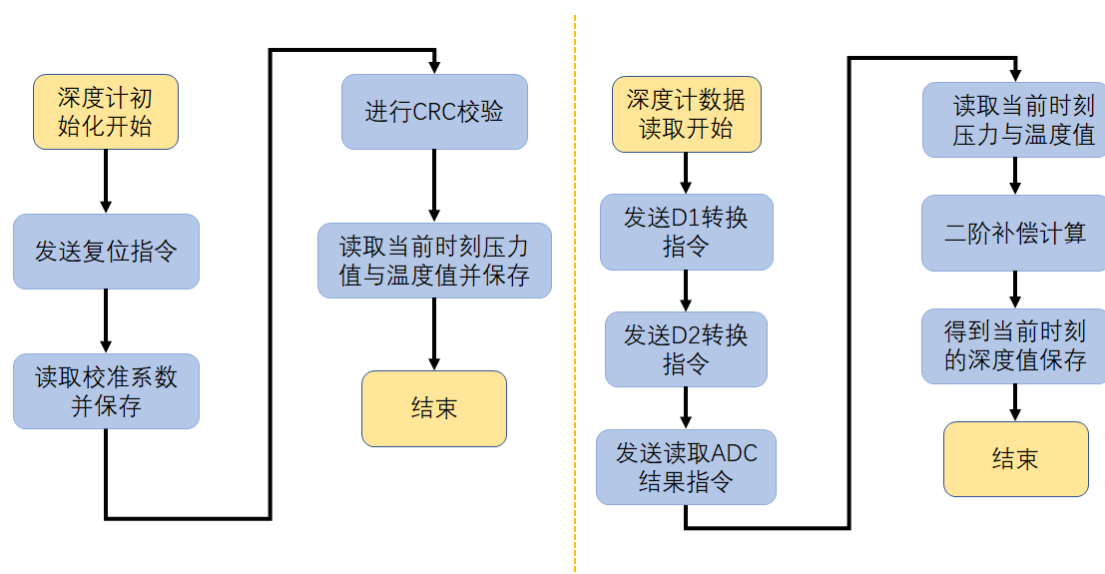 深度计初
始化开始
发送复位指令
读取校准系数
并保存
进行CRC校验
读取当前时刻压力
值与温度值并保存
结束
深度计数据
读取开始
发送D1转换
指令
发送D2转换
指令
发送读取ADC
结果指令
读取当前时刻
压力与温度值
二阶补偿计算
得到当前时刻
的深度值保存
结束